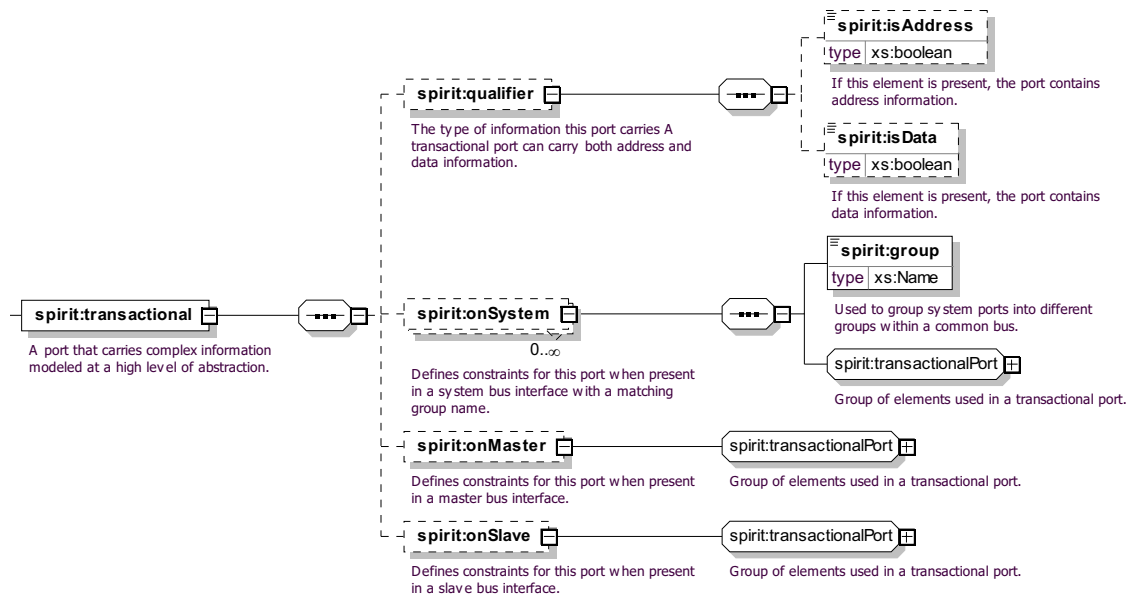 spirit:isAddress
type xs:boolean
If this element is present, the port contains
address information.
spirit:qualifier
The type of information this port carries A
transactional port can carry both address and
data information.
spirit:isData
type xs:boolean
If this element is present, the port contains
data information.
spirit:transactional
A port that carries complex information
modeled at a high level of abstraction.
spirit:onSystem
0..∞
Defines constraints for this port when present
in a system bus interface with a matching
group name.
spirit:group
type xs:Name
Used to group system ports into different
groups within a common bus.
spirit:transactionalPort
Group of elements used in a transactional port.
spirit:onMaster
Defines constraints for this port when present
in a master bus interface.
spirit:transactionalPort
Group of elements used in a transactional port.
spirit:onSlave
Defines constraints for this port when present
in a slave bus interface.
spirit:transactionalPort
Group of elements used in a transactional port.